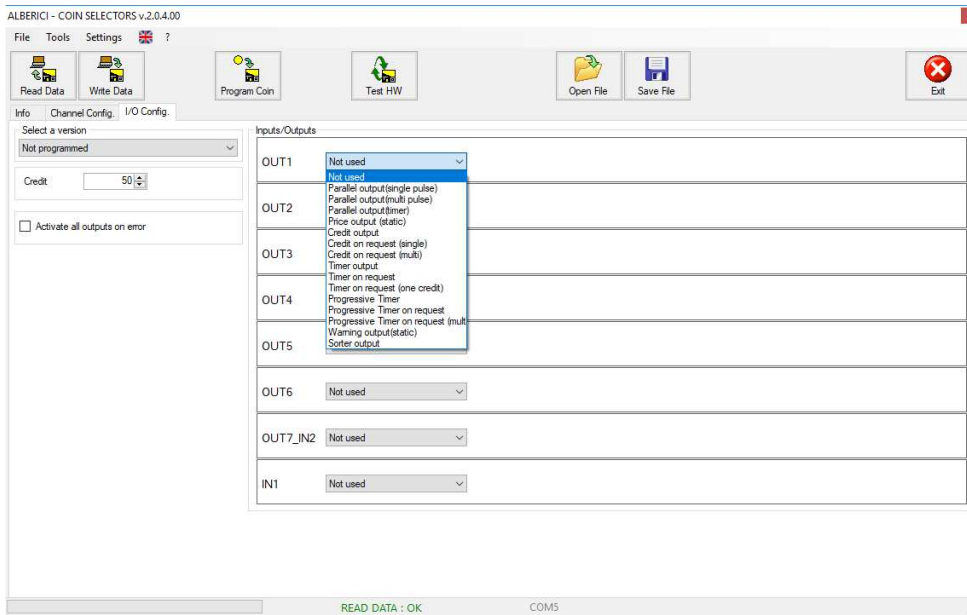 ALBERICI - COIN SELECTORS v.2.0.4.00
File Tools Settings ?
Read Data Write Data Program Coin Test HW Open File Save File Exit
Info Channel Config. I/O Config.
Select a version
Not programmed
Credit 50
Activate all outputs on error
Inputs/Outputs
OUT1 Not used
Not used
Parallel output(single pulse)
Parallel output(multi pulse)
Parallel output(timer)
Price output (static)
Credit output
Credit on request (single)
Credit on request (multi)
Timer output
Timer on request
Timer on request (one credit)
Progressive Timer
Progressive Timer on request
Progressive Timer on request (mult
Warning output(static)
Sorter output
OUT2
OUT3
OUT4
OUT5
OUT6 Not used
OUT7_IN2 Not used
IN1 Not used
READ DATA : OK COM5